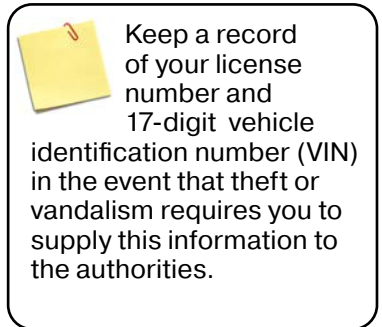 Keep a record
of your license
number and
17-digit vehicle
identification number (VIN)
in the event that theft or
vandalism requires you to
supply this information to
the authorities.